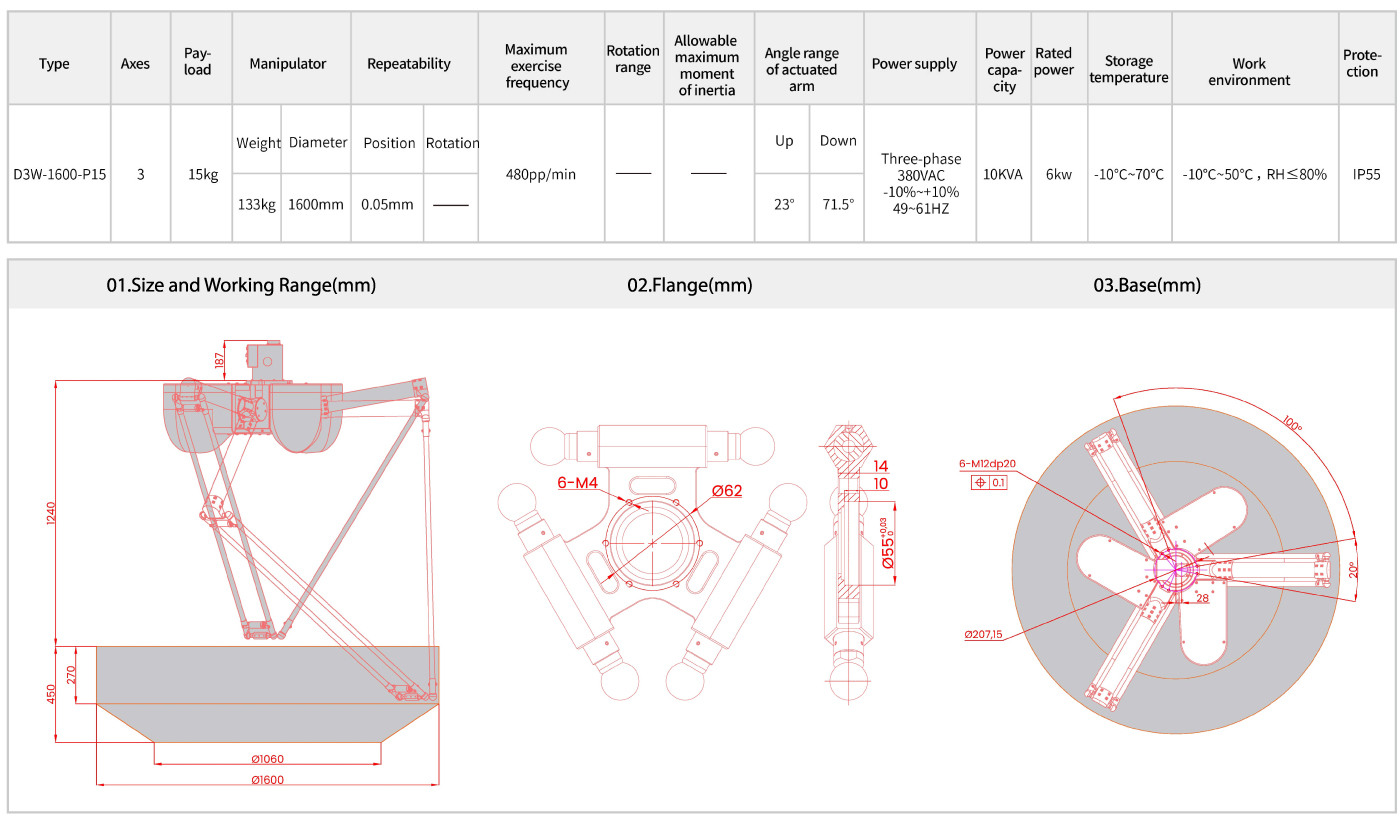 Type
Axes
Pay-
load
Manipulator
Repeatability
Maximum
exercise
frequency
Rotation
range
Allowable
maximum
moment
of inertia
Angle range
of actuated
arm
Power supply
Power
capa-
city
Rated
power
Storage
temperature
Work
environment
Prote-
ction
D3W-1600-P15
3
15kg
Weight
Diameter
Position
Rotation
133kg
1600mm
0.05mm
——
480pp/min
——
——
Up
Down
23°
71.5°
Three-phase
380VAC
-10%~+10%
49~61HZ
10KVA
6kw
-10℃~70℃
-10℃~50℃ , RH≤80%
IP55
01.Size and Working Range(mm)
02.Flange(mm)
03.Base(mm)
187
1240
450
270
Ø1060
Ø1600
6-M4
Ø62
14
10
Ø55 +0,03 0
100°
6-M12dp20
⌖ 0.1
20°
28
Ø207,15